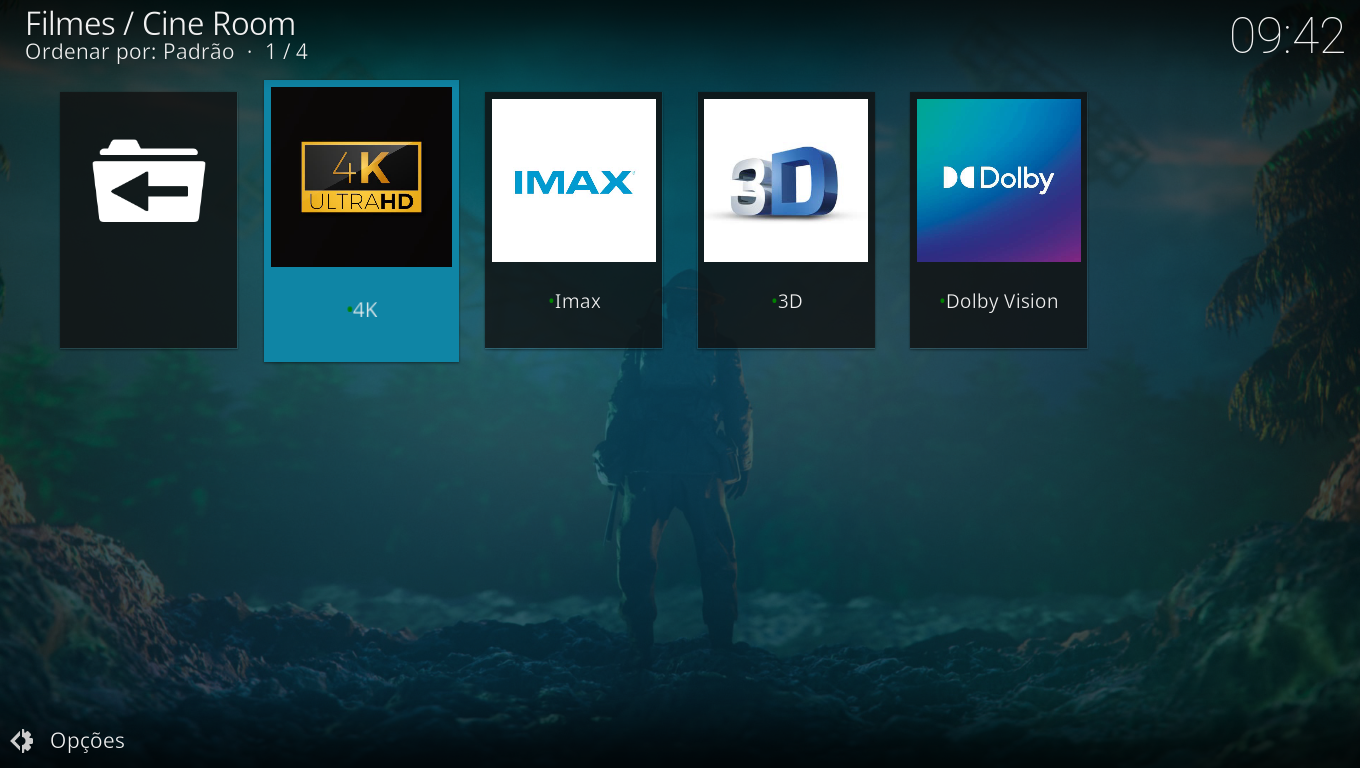 Filmes / Cine Room
Ordenar por: Padrão · 1 / 4
09:42
4K
ULTRAHD
IMAX
3D
Dolby
•4K
•Imax
•3D
•Dolby Vision
Opções